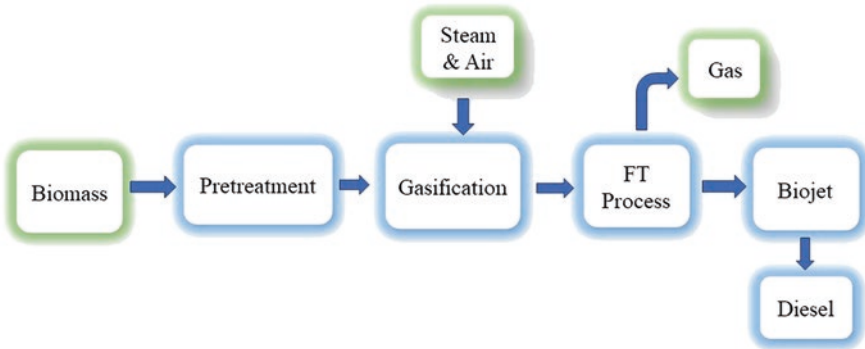 Steam
& Air
Gas
Biomass
Pretreatment
Gasification
FT
Process
Biojet
Diesel